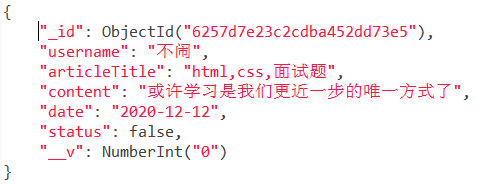 {
"_id": ObjectId("6257d7e23c2cdba452dd73e5"),
"username": "不闹",
"articleTitle": "html,css,面试题",
"content": "或许学习是我们更近一步的唯一方式了",
"date": "2020-12-12",
"status": false,
"__v": NumberInt("0")
}